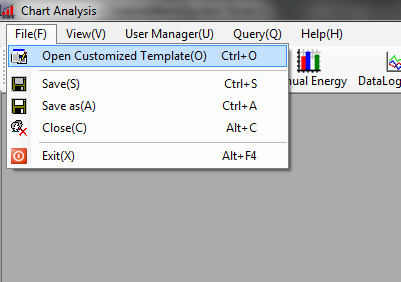 Chart Analysis
File(F) View(V) User Manager(U) Query(Q) Help(H)
Open Customized Template(O) Ctrl+O
Save(S) Ctrl+S
Save as(A) Ctrl+A
Close(C) Alt+C
Exit(X) Alt+F4
nual Energy DataLog